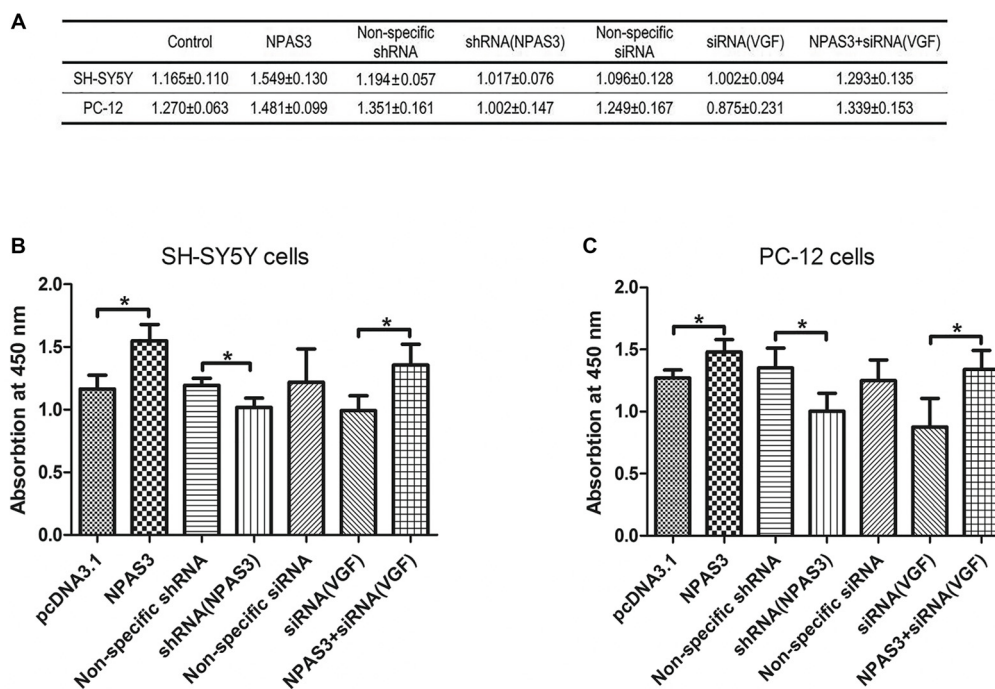 A
Control NPAS3 Non-specific shRNA shRNA(NPAS3) Non-specific siRNA siRNA(VGF) NPAS3+siRNA(VGF)
SH-SY5Y 1.165±0.110 1.549±0.130 1.194±0.057 1.017±0.076 1.096±0.128 1.002±0.094 1.293±0.135
PC-12 1.270±0.063 1.481±0.099 1.351±0.161 1.002±0.147 1.249±0.167 0.875±0.231 1.339±0.153
B
SH-SY5Y cells
Absorbtion at 450 nm
2.0
1.5
1.0
0.5
0.0
*
*
*
pcDNA3.1
NPAS3
Non-specific shRNA
shRNA(NPAS3)
Non-specific siRNA
siRNA(VGF)
NPAS3+siRNA(VGF)
C
PC-12 cells
Absorbtion at 450 nm
2.0
1.5
1.0
0.5
0.0
*
*
*
pcDNA3.1
NPAS3
Non-specific shRNA
shRNA(NPAS3)
Non-specific siRNA
siRNA(VGF)
NPAS3+siRNA(VGF)